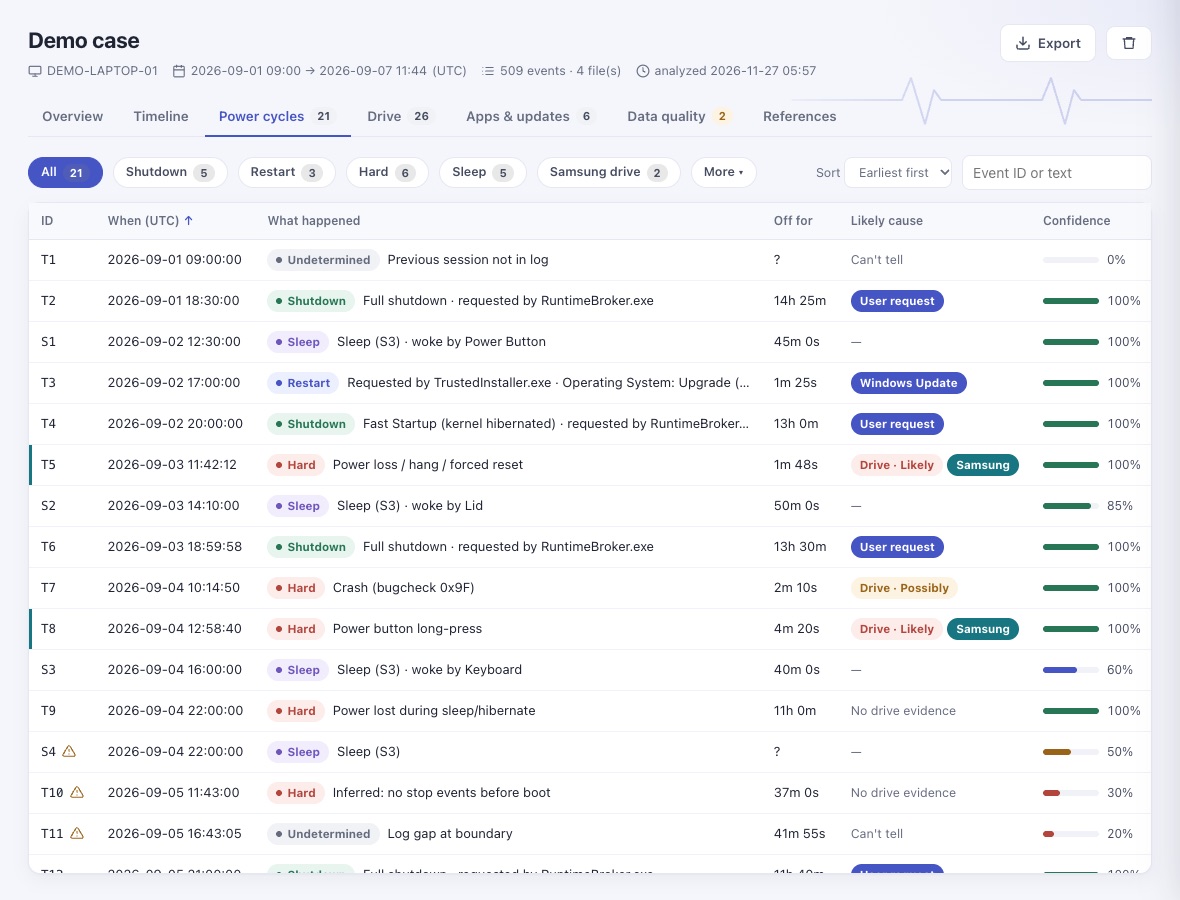 Demo case
Export
DEMO-LAPTOP-01 2026-09-01 09:00 → 2026-09-07 11:44 (UTC) 509 events · 4 file(s) analyzed 2026-11-27 05:57
Overview Timeline Power cycles 21 Drive 26 Apps & updates 6 Data quality 2 References
All 21 Shutdown 5 Restart 3 Hard 6 Sleep 5 Samsung drive 2 More Sort Earliest first Event ID or text
ID When (UTC) ↑ What happened Off for Likely cause Confidence
T1 2026-09-01 09:00:00 Undetermined Previous session not in log ? Can't tell 0%
T2 2026-09-01 18:30:00 Shutdown Full shutdown · requested by RuntimeBroker.exe 14h 25m User request 100%
S1 2026-09-02 12:30:00 Sleep Sleep (S3) · woke by Power Button 45m 0s — 100%
T3 2026-09-02 17:00:00 Restart Requested by TrustedInstaller.exe · Operating System: Upgrade (… 1m 25s Windows Update 100%
T4 2026-09-02 20:00:00 Shutdown Fast Startup (kernel hibernated) · requested by RuntimeBroker… 13h 0m User request 100%
T5 2026-09-03 11:42:12 Hard Power loss / hang / forced reset 1m 48s Drive · Likely Samsung 100%
S2 2026-09-03 14:10:00 Sleep Sleep (S3) · woke by Lid 50m 0s — 85%
T6 2026-09-03 18:59:58 Shutdown Full shutdown · requested by RuntimeBroker.exe 13h 30m User request 100%
T7 2026-09-04 10:14:50 Hard Crash (bugcheck 0x9F) 2m 10s Drive · Possibly 100%
T8 2026-09-04 12:58:40 Hard Power button long-press 4m 20s Drive · Likely Samsung 100%
S3 2026-09-04 16:00:00 Sleep Sleep (S3) · woke by Keyboard 40m 0s — 60%
T9 2026-09-04 22:00:00 Hard Power lost during sleep/hibernate 11h 0m No drive evidence 100%
S4 2026-09-04 22:00:00 Sleep Sleep (S3) ? — 50%
T10 2026-09-05 11:43:00 Hard Inferred: no stop events before boot 37m 0s No drive evidence 30%
T11 2026-09-05 16:43:05 Undetermined Log gap at boundary 41m 55s Can't tell 20%